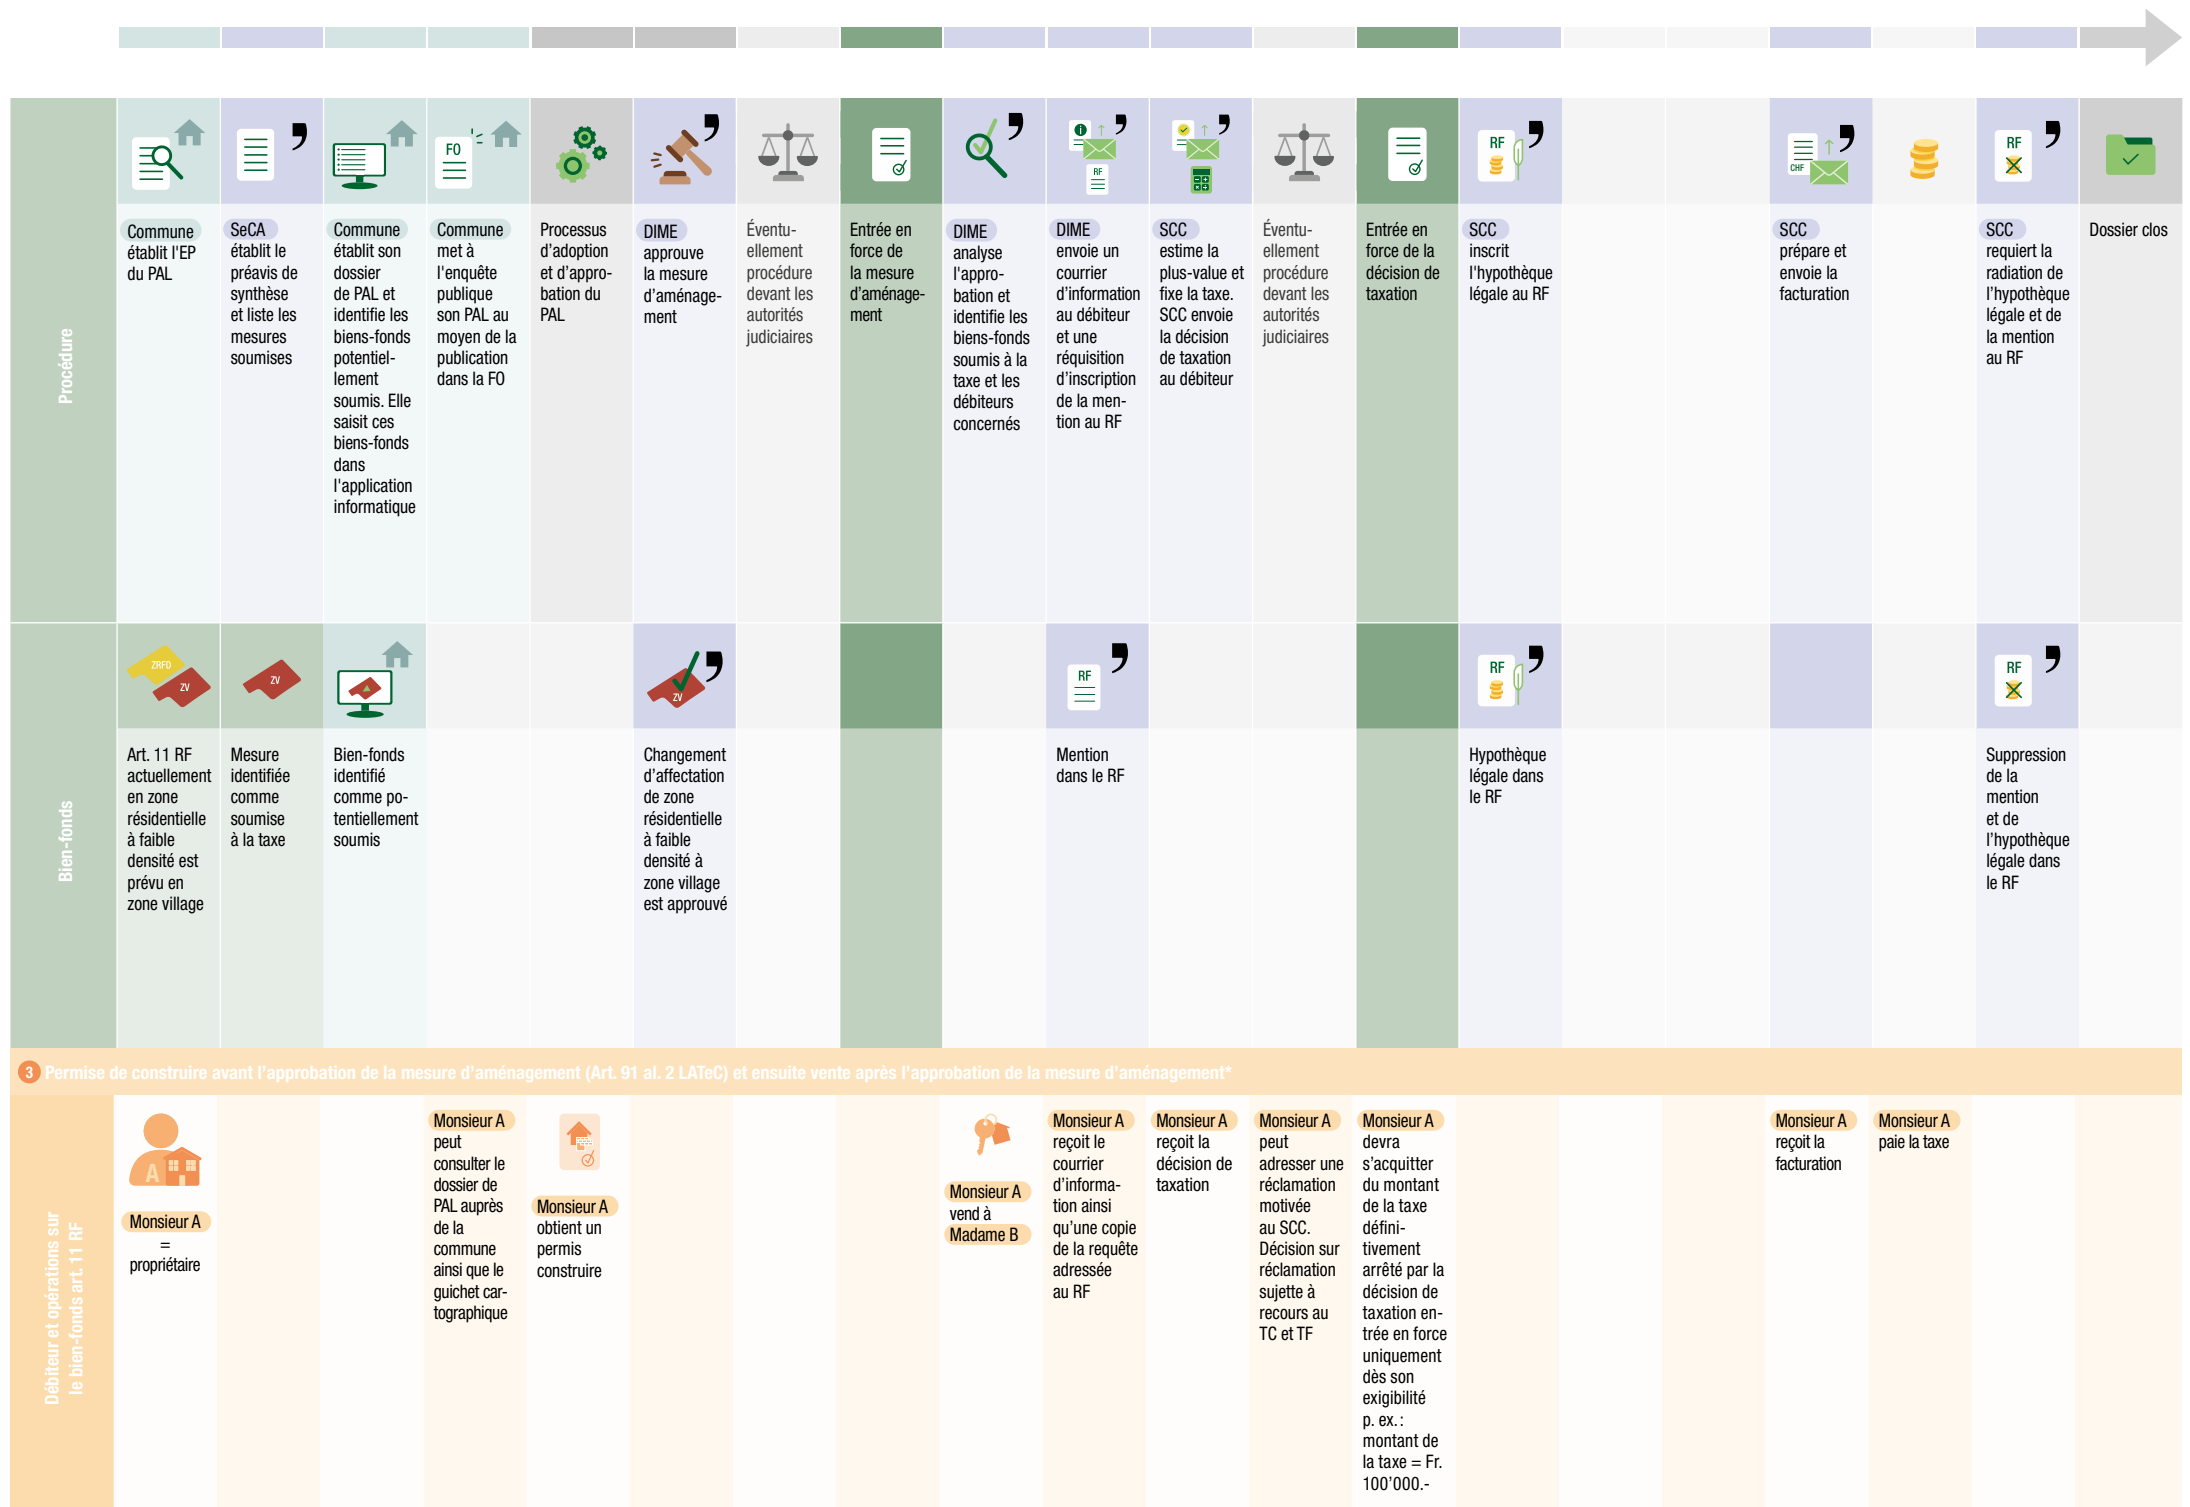 FO
RF
RF
CHF
RF
Procédure
Commune
établit l'EP
du PAL
SeCA
établit le
préavis de
synthèse
et liste les
mesures
soumises
Commune
établit son
dossier
de PAL et
identifie les
biens-fonds
potentiel-
lement
soumis. Elle
saisit ces
biens-fonds
dans
l'application
informatique
Commune
met à
l'enquête
publique
son PAL au
moyen de la
publication
dans la FO
Processus
d'adoption
et d'appro-
bation du
PAL
DIME
approuve
la mesure
d'aménage-
ment
Éventu-
ellement
procédure
devant les
autorités
judiciaires
Entrée en
force de
la mesure
d'aménage-
ment
DIME
analyse
l'appro-
bation et
identifie les
biens-fonds
soumis à la
taxe et les
débiteurs
concernés
DIME
envoie un
courrier
d'information
au débiteur
et une
réquisition
d'inscription
de la men-
tion au RF
SCC
estime la
plus-value et
fixe la taxe.
SCC envoie
la décision
de taxation
au débiteur
Éventu-
ellement
procédure
devant les
autorités
judiciaires
Entrée en
force de la
décision de
taxation
SCC
inscrit
l'hypothèque
légale au RF
SCC
prépare et
envoie la
facturation
SCC
requiert la
radiation de
l'hypothèque
légale et de
la mention
au RF
Dossier clos
Bien-fonds
ZRFD
ZV
ZV
ZV
RF
RF
RF
Art. 11 RF
actuellement
en zone
résidentielle
à faible
densité est
prévu en
zone village
Mesure
identifiée
comme
soumise
à la taxe
Bien-fonds
identifié
comme po-
tentiellement
soumis
Changement
d'affectation
de zone
résidentielle
à faible
densité à
zone village
est approuvé
Mention
dans le RF
Hypothèque
légale dans
le RF
Suppression
de la
mention
et de
l'hypothèque
légale dans
le RF
3 Permise de construire avant l'approbation de la mesure d'aménagement (Art. 91 al. 2 LATeC) et ensuite vente après l'approbation de la mesure d'aménagement*
Débiteur et opérations sur
le bien-fonds art. 11 RF
A
Monsieur A
=
propriétaire
Monsieur A
peut
consulter le
dossier de
PAL auprès
de la
commune
ainsi que le
guichet car-
tographique
Monsieur A
obtient un
permis
construire
Monsieur A
vend à
Madame B
Monsieur A
reçoit le
courrier
d'informa-
tion ainsi
qu'une copie
de la requête
adressée
au RF
Monsieur A
reçoit la
décision de
taxation
Monsieur A
peut
adresser une
réclamation
motivée
au SCC.
Décision sur
réclamation
sujette à
recours au
TC et TF
Monsieur A
devra
s'acquitter
du montant
de la taxe
défini-
tivement
arrêté par la
décision de
taxation en-
trée en force
uniquement
dès son
exigibilité
p. ex. :
montant de
la taxe = Fr.
100'000.-
Monsieur A
reçoit la
facturation
Monsieur A
paie la taxe